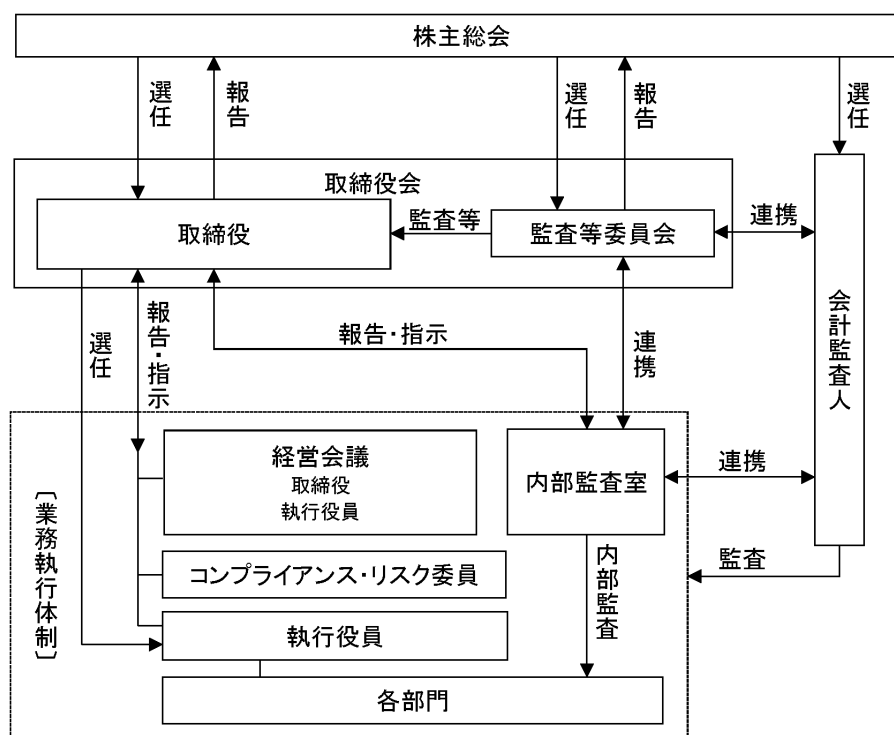 株主総会
選任
報告
選任
報告
選任
取締役会
取締役
監査等
監査等委員会
連携
会計監査人
選任
報告・指示
報告・指示
連携
〔業務執行体制〕
経営会議
取締役
執行役員
内部監査室
連携
コンプライアンス・リスク委員
内部監査
監査
執行役員
各部門